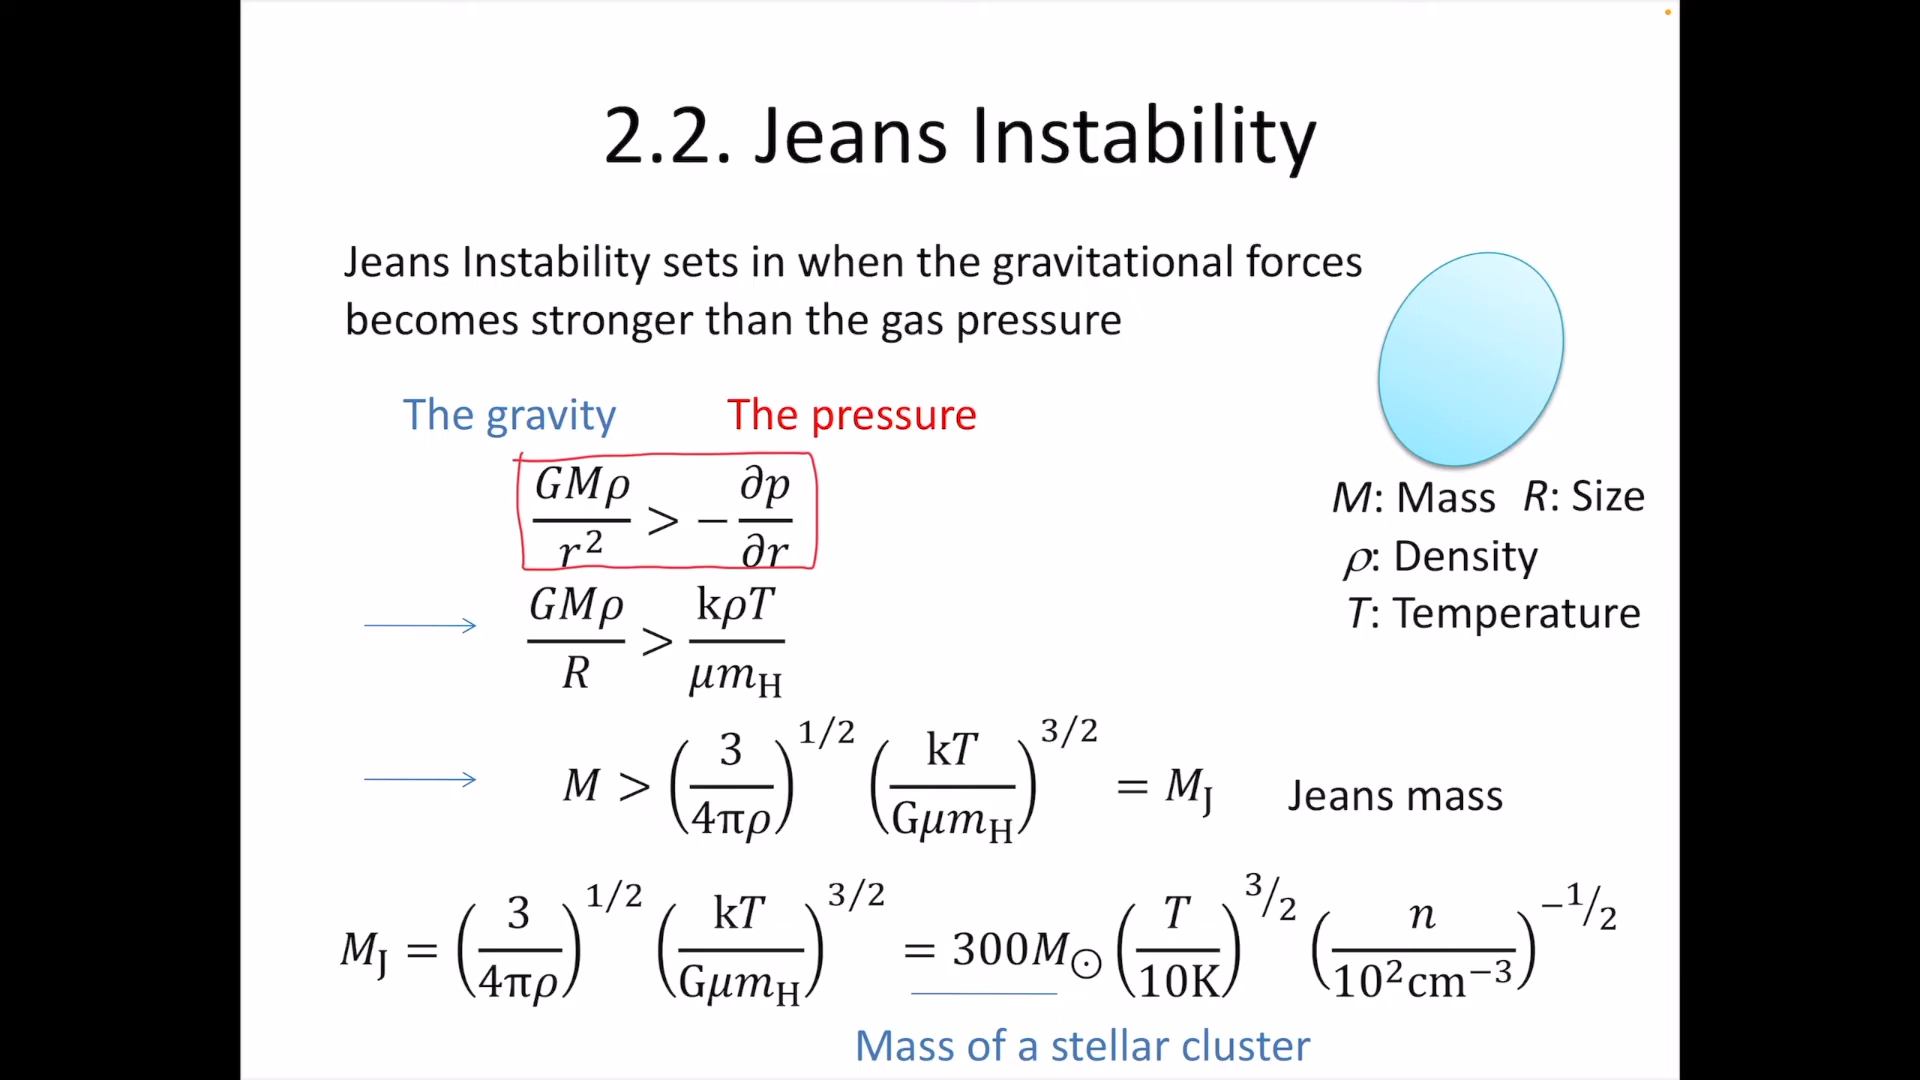 2.2. Jeans Instability
Jeans Instability sets in when the gravitational forces
becomes stronger than the gas pressure
The gravity The pressure
GMρ/r² > − ∂p/∂r
GMρ/R > kρT/μm_H
M > (3/4πρ)^1/2 (kT/Gμm_H)^3/2 = M_J Jeans mass
M_J = (3/4πρ)^1/2 (kT/Gμm_H)^3/2 = 300M_⊙ (T/10K)^3/2 (n/10²cm⁻³)^−1/2
Mass of a stellar cluster
M: Mass R: Size
ρ: Density
T: Temperature